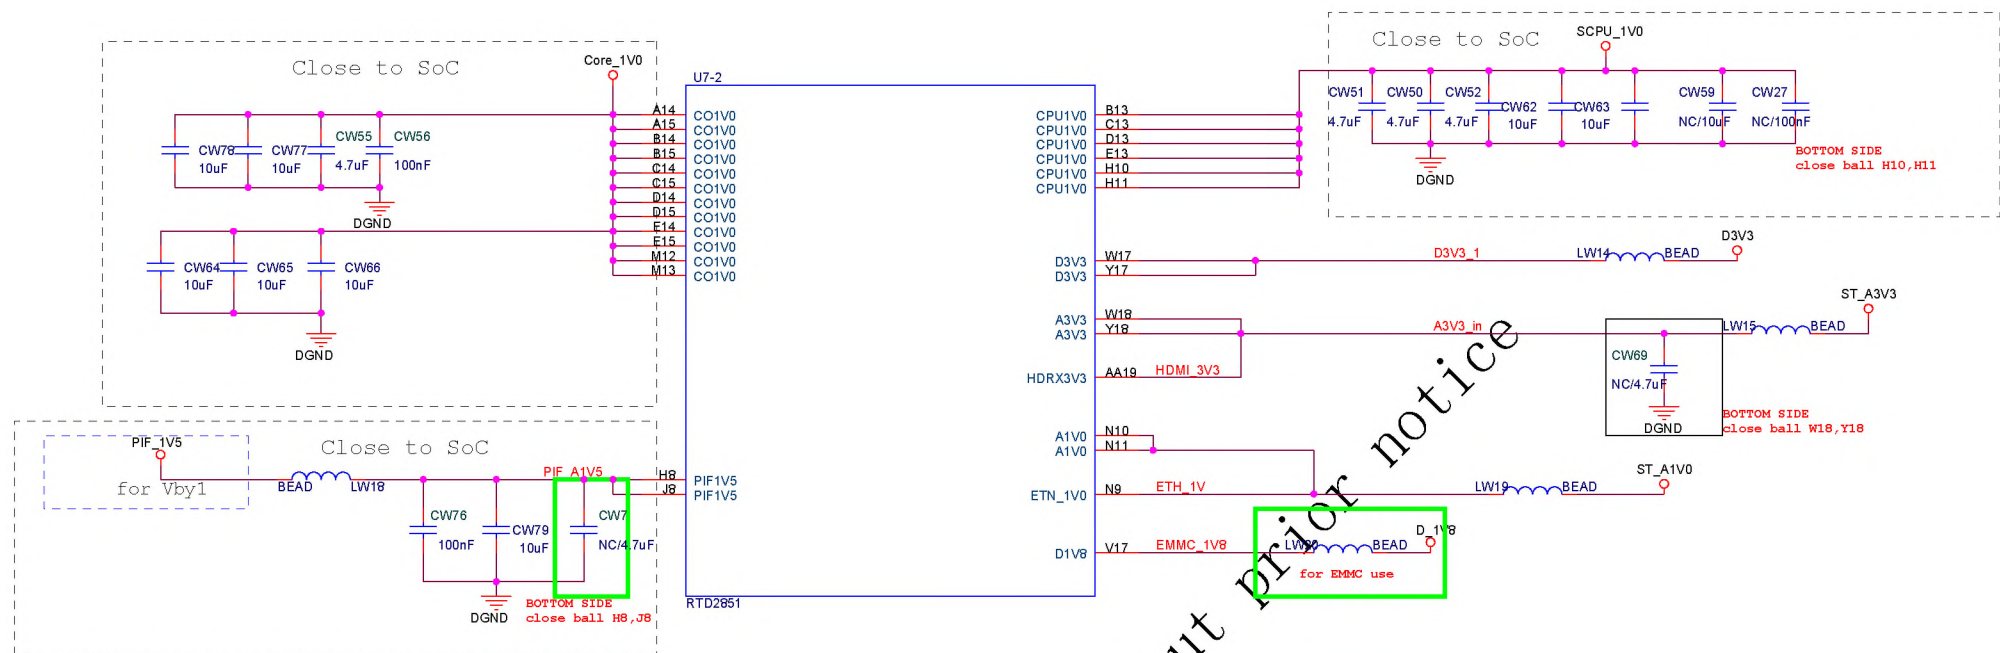 Close to SoC
Core_1V0
CW78
10uF
CW77
10uF
CW55
4.7uF
CW56
100nF
DGND
CW64
10uF
CW65
10uF
CW66
10uF
DGND
PIF_1V5
for Vby1
Close to SoC
BEAD
LW18
PIF_A1V5
CW76
100nF
CW79
10uF
CW7
NC/4.7uF
DGND
BOTTOM SIDE
close ball H8,J8
U7-2
A14 CO1V0
A15 CO1V0
B14 CO1V0
B15 CO1V0
C14 CO1V0
C15 CO1V0
D14 CO1V0
D15 CO1V0
E14 CO1V0
E15 CO1V0
M12 CO1V0
M13 CO1V0
H8 PIF1V5
J8 PIF1V5
RTD2851
CPU1V0 B13
CPU1V0 C13
CPU1V0 D13
CPU1V0 E13
CPU1V0 H10
CPU1V0 H11
D3V3 W17
D3V3 Y17
A3V3 W18
A3V3 Y18
HDRX3V3 AA19
A1V0 N10
A1V0 N11
ETN_1V0 N9
D1V8 V17
Close to SoC
SCPU_1V0
CW51
4.7uF
CW50
4.7uF
CW52
4.7uF
CW62
10uF
CW63
10uF
CW59
NC/10uF
CW27
NC/100nF
DGND
BOTTOM SIDE
close ball H10,H11
D3V3_1
LW14
BEAD
D3V3
A3V3_in
HDMI_3V3
CW69
NC/4.7uF
DGND
LW15
BEAD
ST_A3V3
BOTTOM SIDE
close ball W18,Y18
ETH_1V
LW19
BEAD
ST_A1V0
EMMC_1V8
BEAD
D_1V8
for EMMC use
prior notice